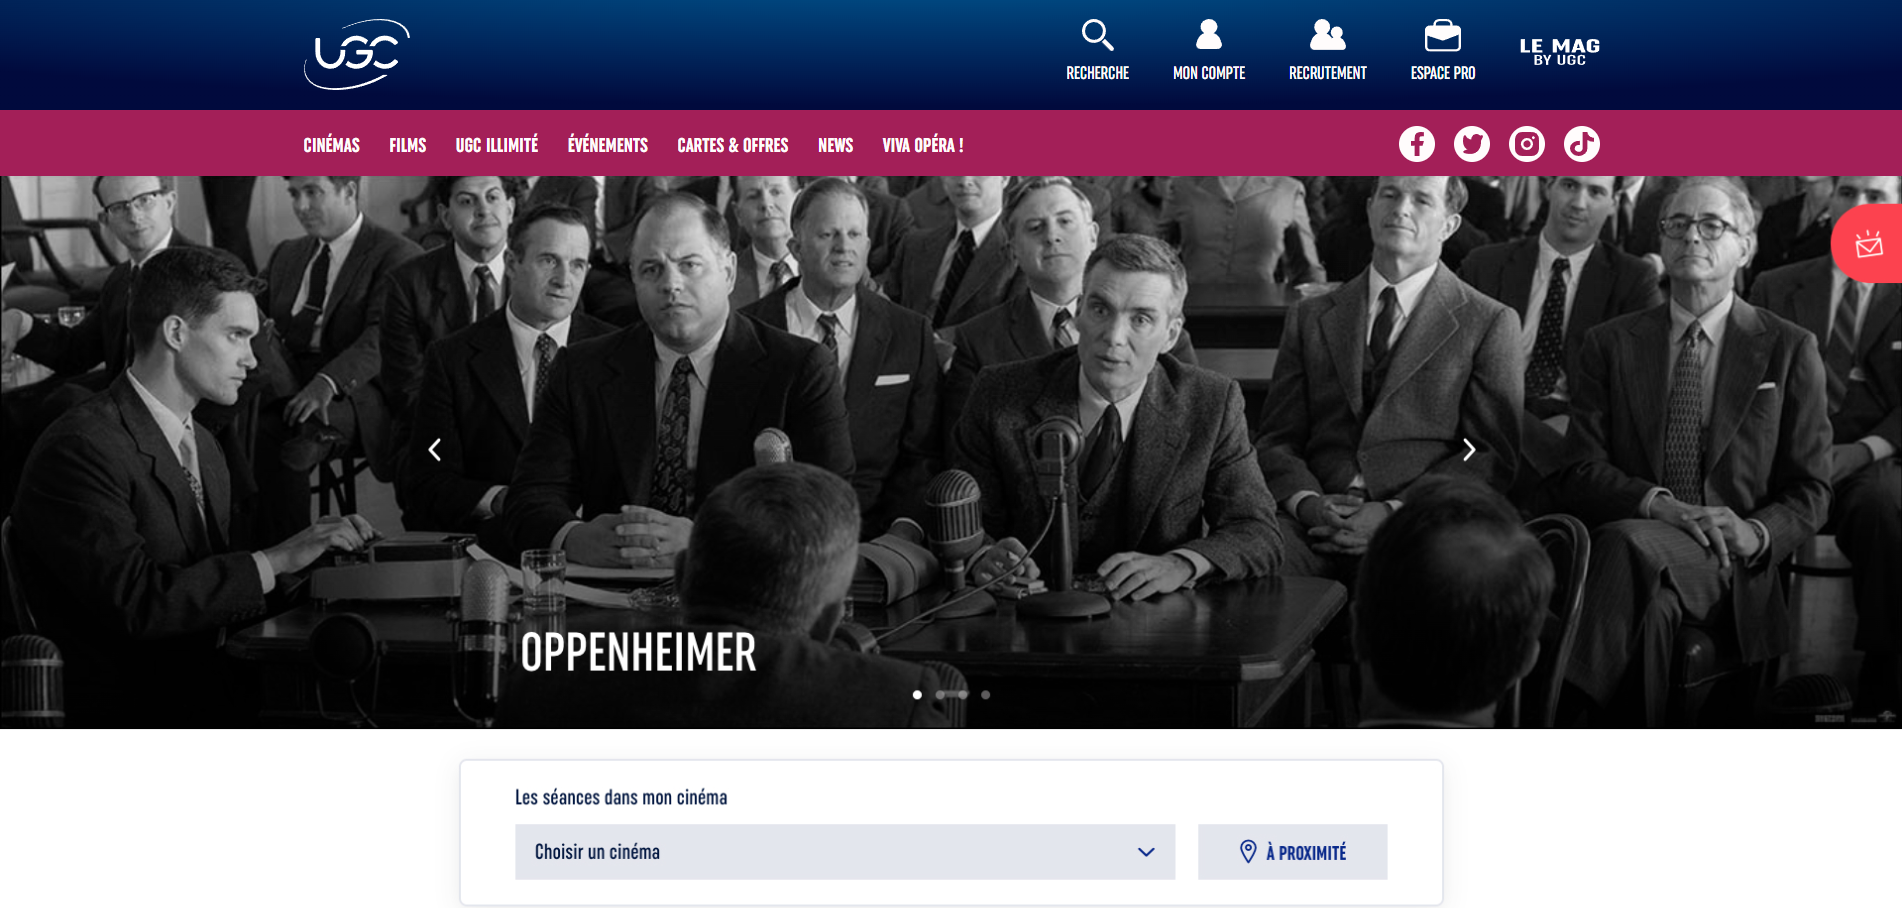 UGC
RECHERCHE
MON COMPTE
RECRUTEMENT
ESPACE PRO
LE MAG
BY UGC
CINÉMAS
FILMS
UGC ILLIMITÉ
ÉVÉNEMENTS
CARTES & OFFRES
NEWS
VIVA OPÉRA !
OPPENHEIMER
Les séances dans mon cinéma
Choisir un cinéma
À PROXIMITÉ